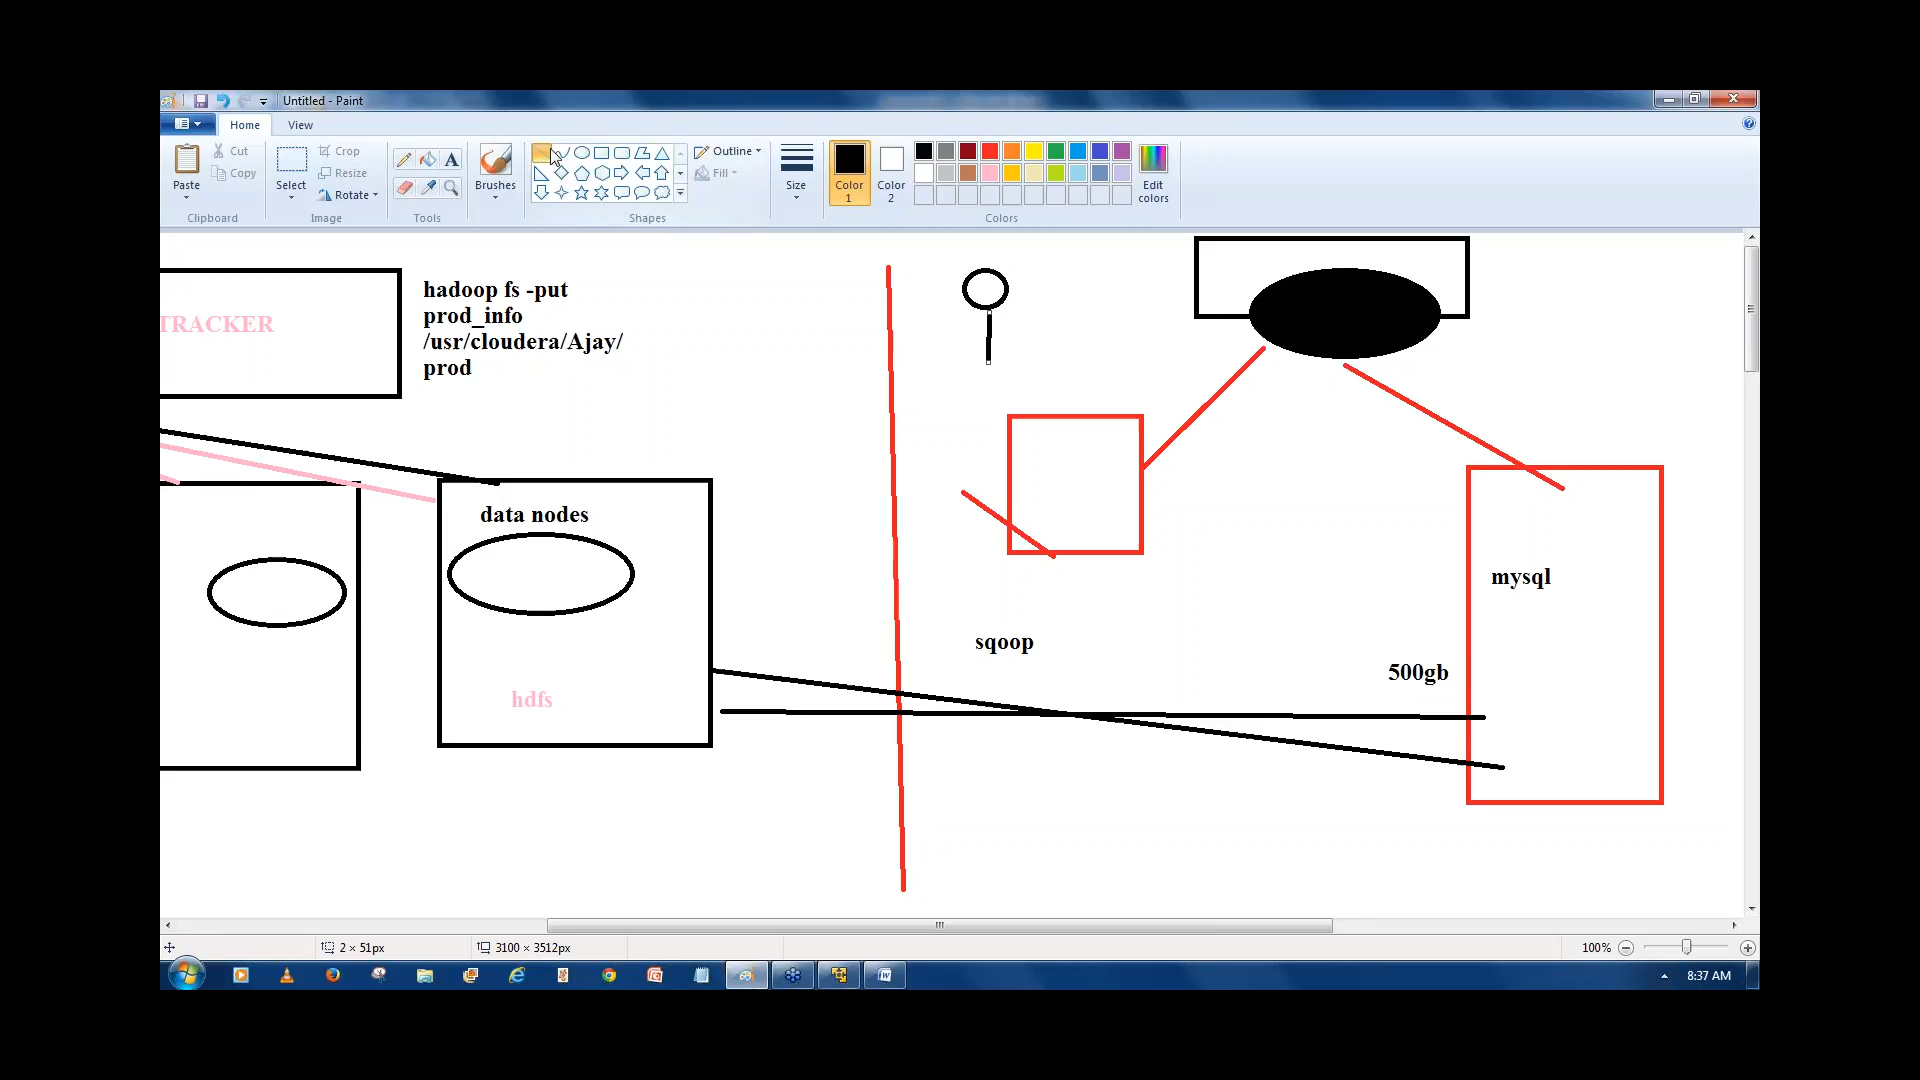 Untitled - Paint
Home
View
Paste
Cut
Copy
Clipboard
Select
Crop
Resize
Rotate
Image
Tools
Brushes
Shapes
Outline
Fill
Size
Color
1
Color
2
Edit
colors
Colors
TRACKER
hadoop fs -put
prod_info
/usr/cloudera/Ajay/
prod
data nodes
hdfs
sqoop
mysql
500gb
2 × 51px
3100 × 3512px
100%
8:37 AM